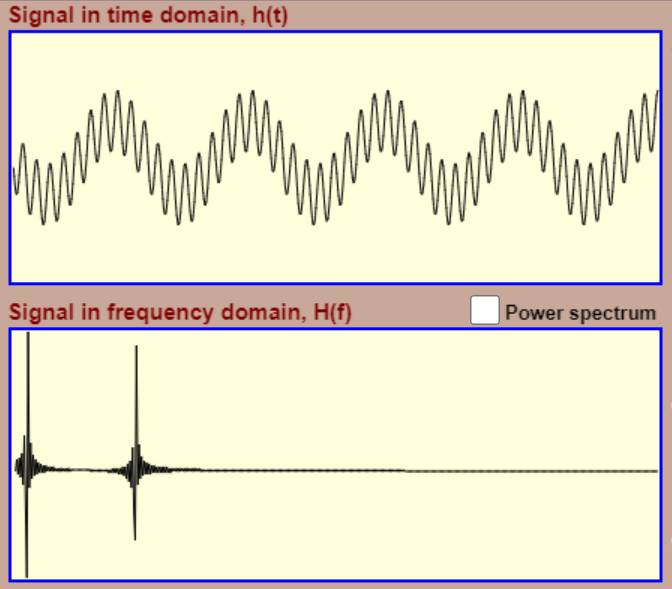 Signal in time domain, h(t)
Signal in frequency domain, H(f)
Power spectrum